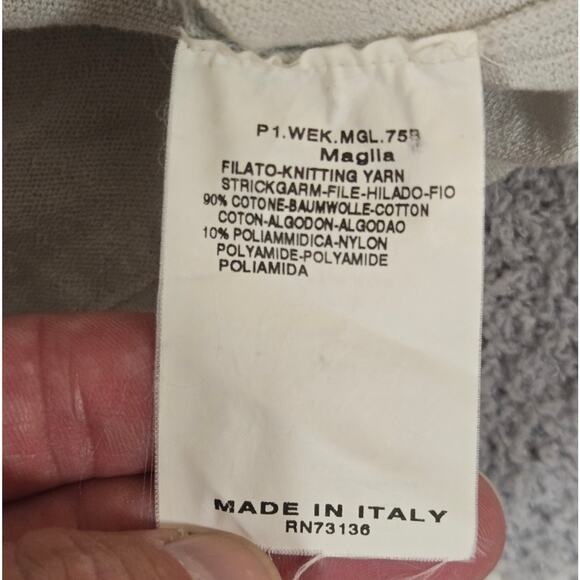 P1.WEK.MGL.75B
Maglia
FILATO-KNITTING YARN
STRICKGARM-FILE-HILADO-FIO
90% COTONE-BAUMWOLLE-COTTON
COTON-ALGODON-ALGODAO
10% POLIAMMIDICA-NYLON
POLYAMIDE-POLYAMIDE
POLIAMIDA
MADE IN ITALY
RN73136